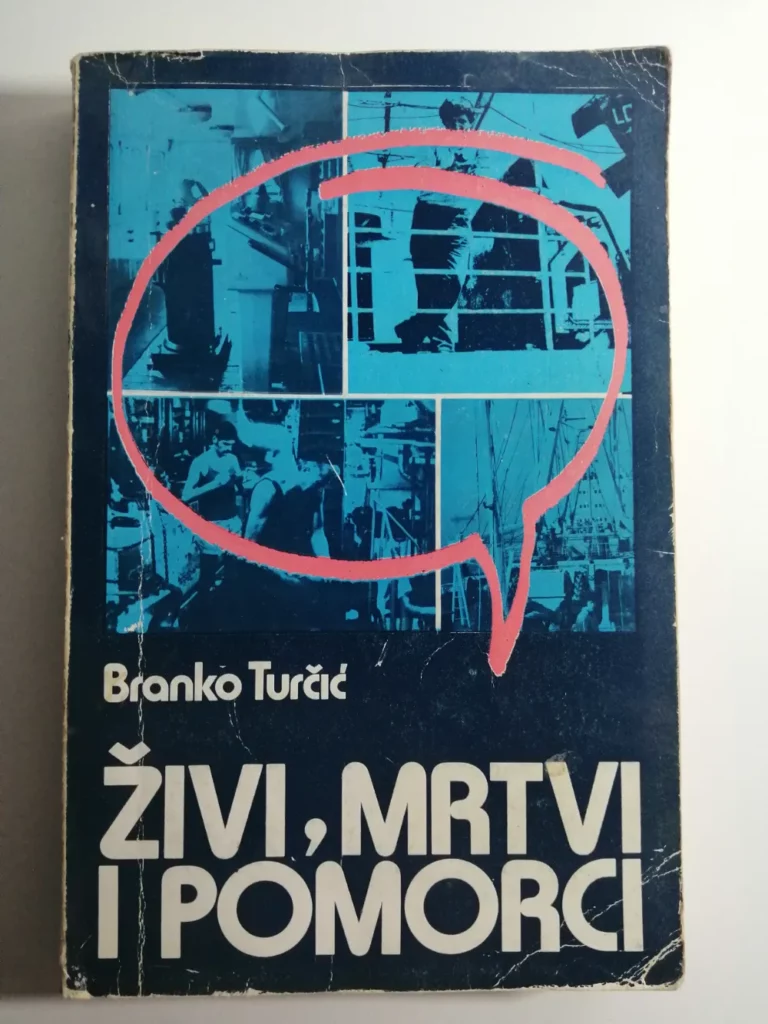 Branko Turčić
ŽIVI, MRTVI
I POMORCI